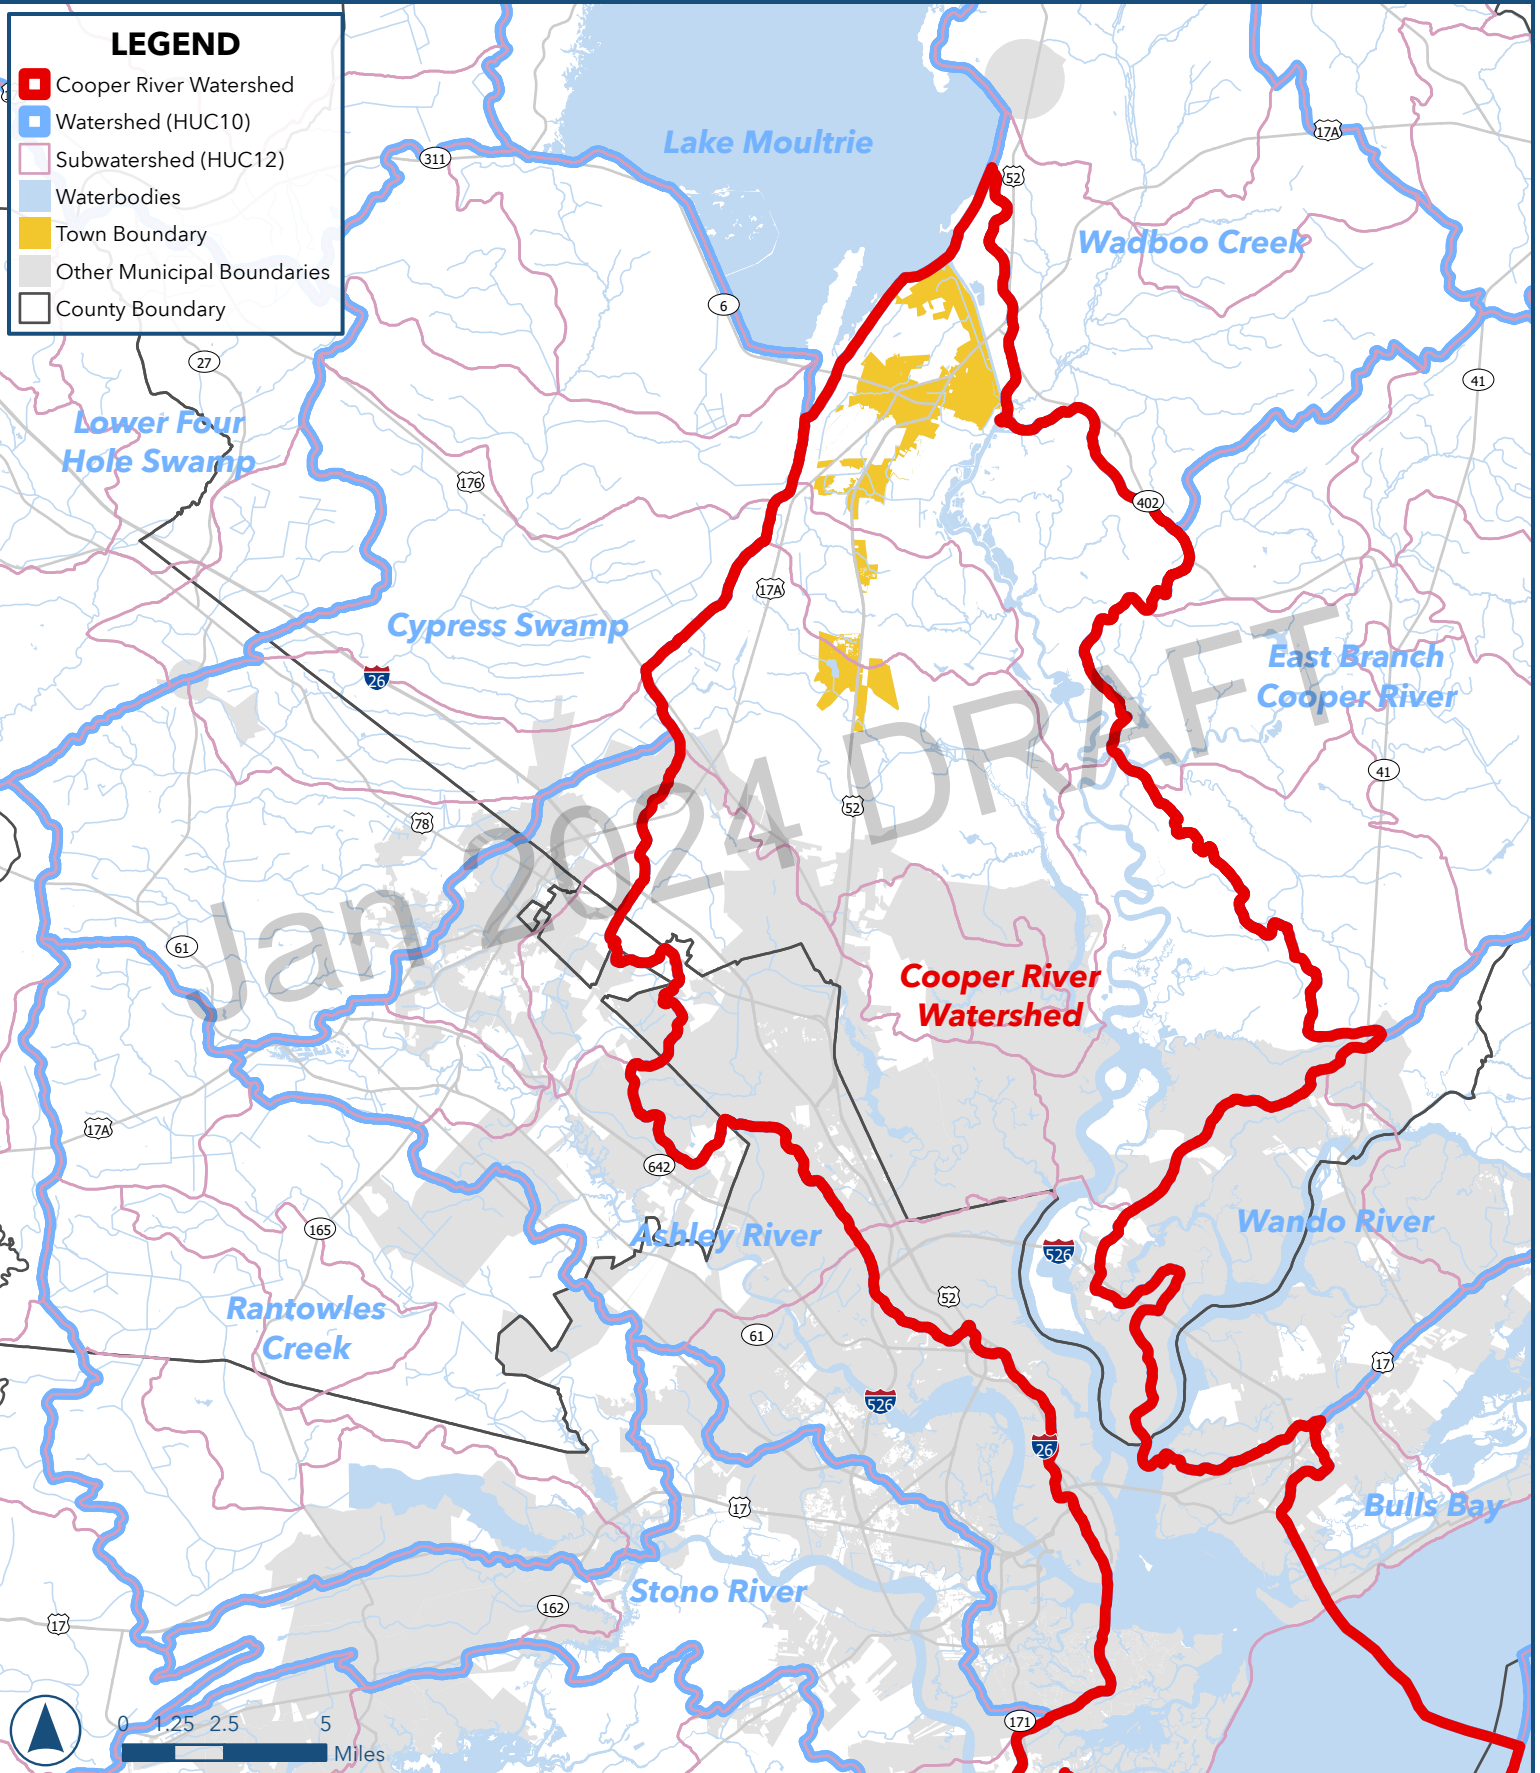 LEGEND
Cooper River Watershed
Watershed (HUC10)
Subwatershed (HUC12)
Waterbodies
Town Boundary
Other Municipal Boundaries
County Boundary
Lake Moultrie
17A
311
52
Wadboo Creek
6
27
41
Lower Four
Hole Swamp
176
402
17A
Cypress Swamp
26
East Branch
Cooper River
41
52
78
Jan 2024 DRAFT
61
Cooper River
Watershed
17A
642
165
Ashley River
Wando River
526
Rantowles
Creek
52
61
17
526
26
17
Bulls Bay
Stono River
162
17
171
0 1.25 2.5 5
Miles